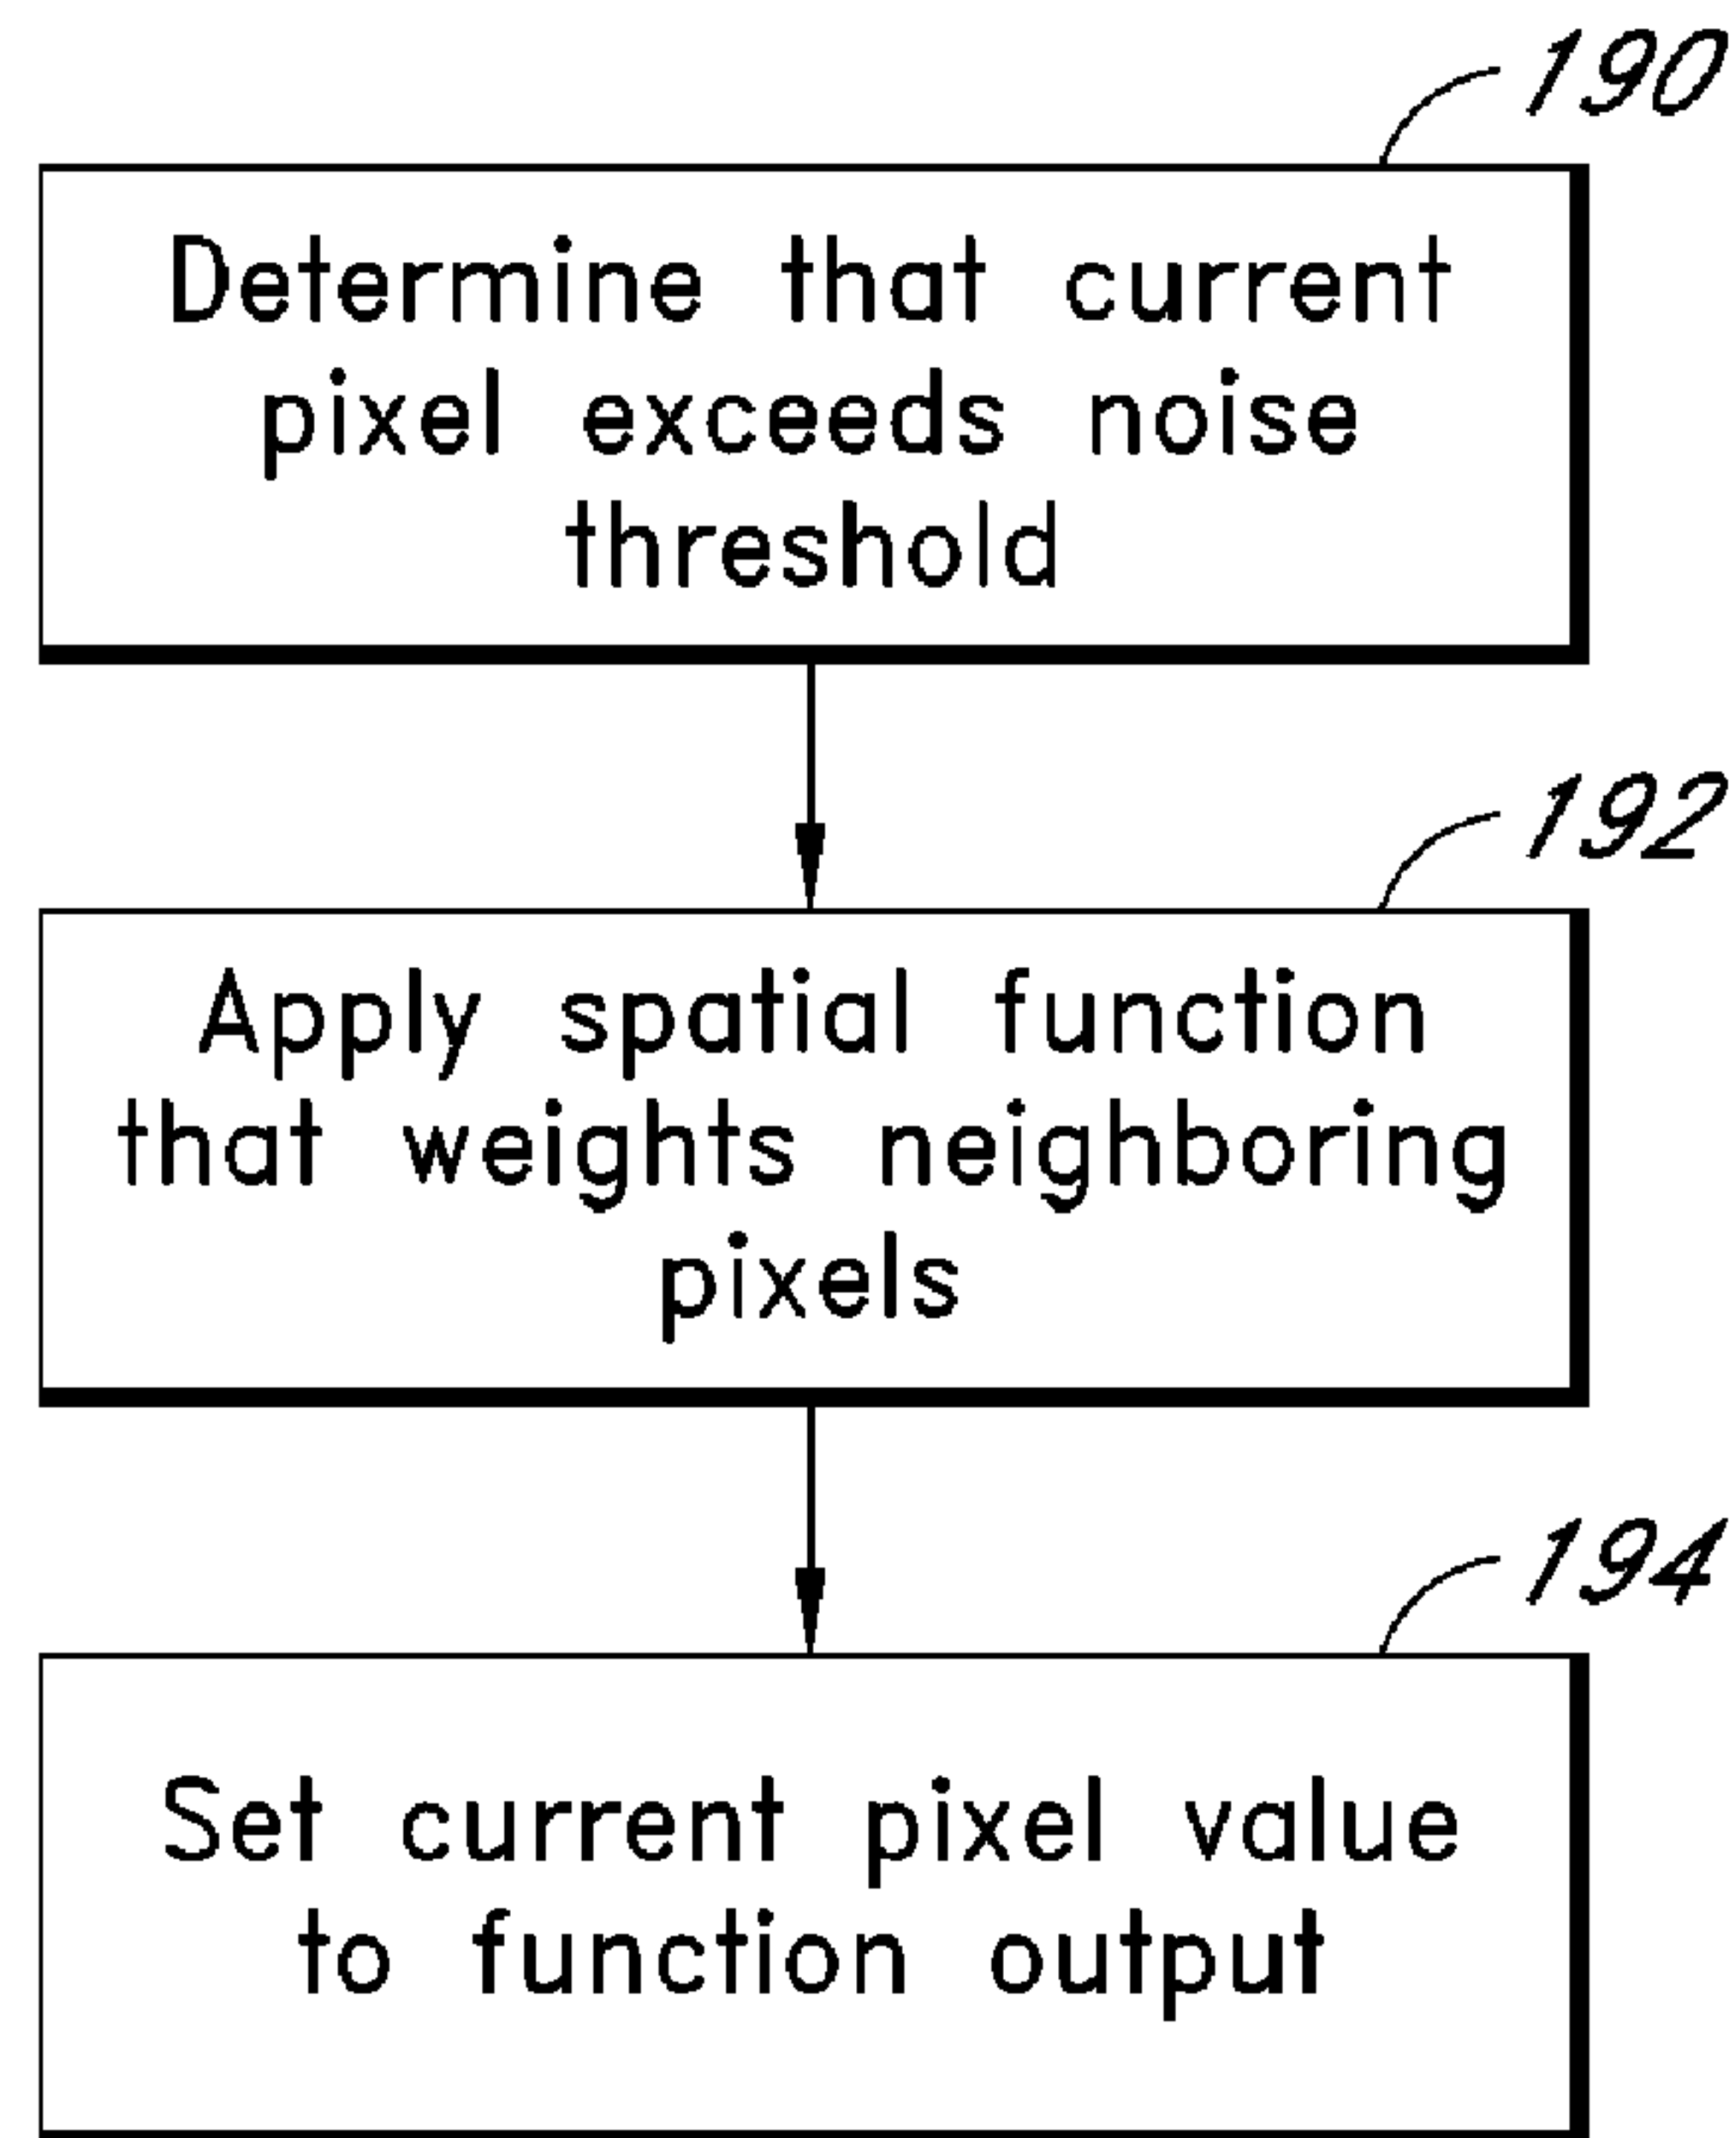 190
Determine that current
pixel exceeds noise
threshold
192
Apply spatial function
that weights neighboring
pixels
194
Set current pixel value
to function output